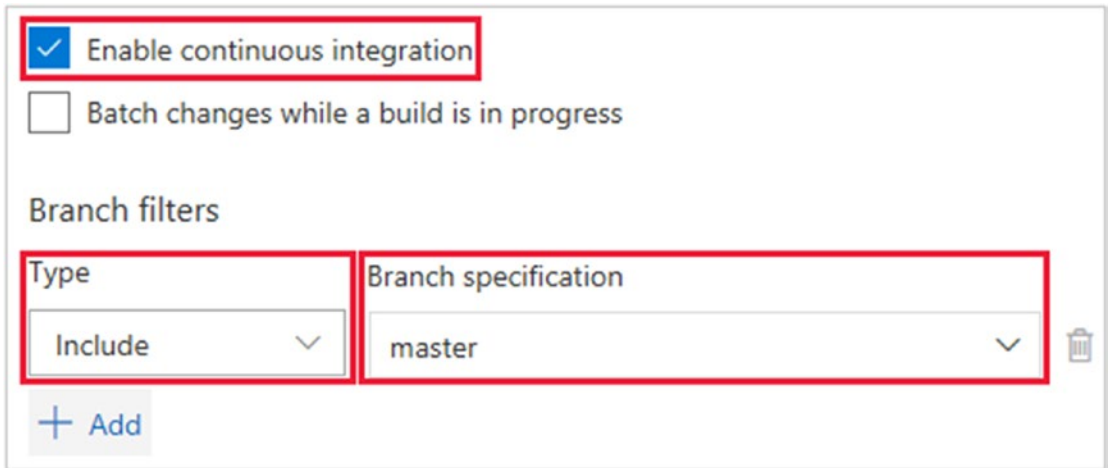 Enable continuous integration
Batch changes while a build is in progress
Branch filters
Type Branch specification
Include master
+ Add